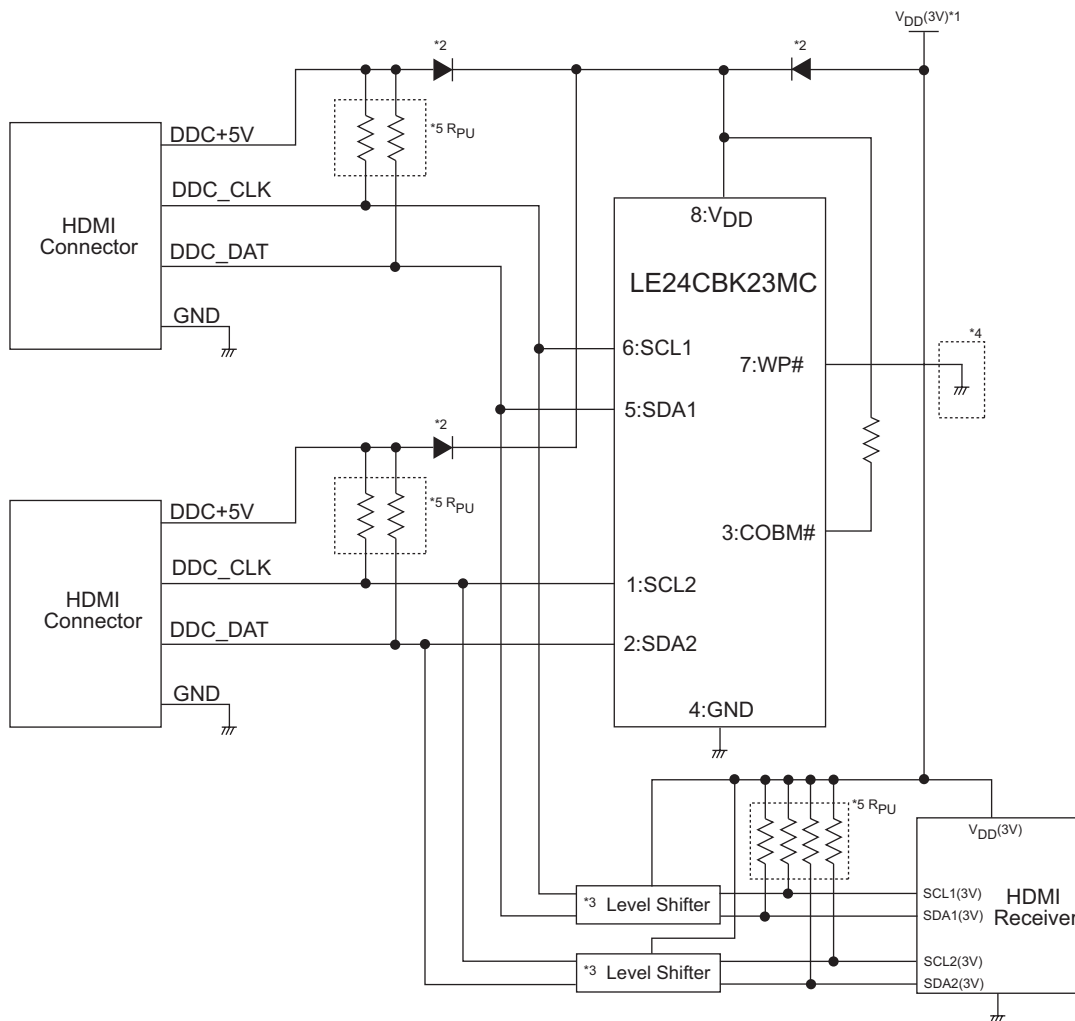 VDD(3V)*1
*2
*2
*5 RPU
DDC+5V
DDC_CLK
DDC_DAT
GND
HDMI
Connector
8:VDD
LE24CBK23MC
6:SCL1
5:SDA1
7:WP#
*4
*2
*5 RPU
DDC+5V
DDC_CLK
DDC_DAT
GND
HDMI
Connector
3:COBM#
1:SCL2
2:SDA2
4:GND
*5 RPU
*3 Level Shifter
*3 Level Shifter
VDD(3V)
SCL1(3V)
SDA1(3V)
SCL2(3V)
SDA2(3V)
HDMI
Receiver